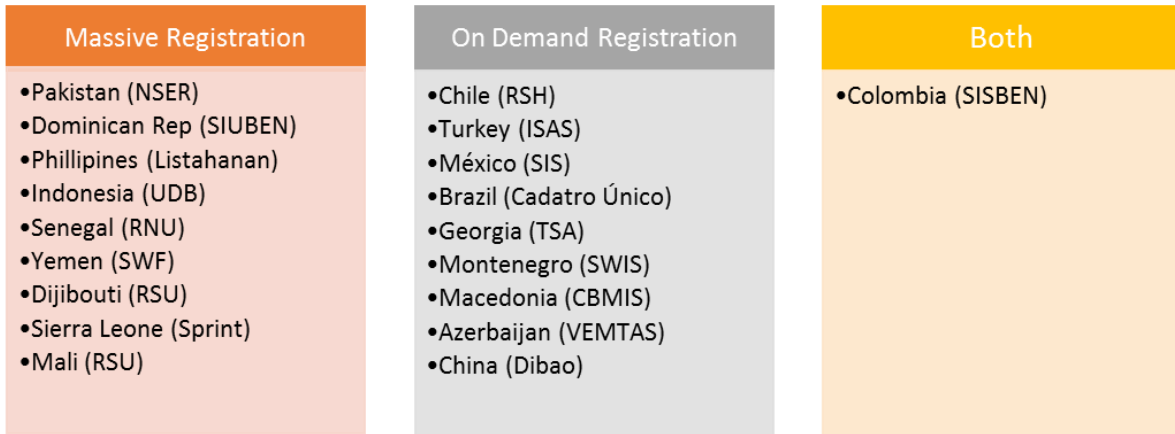 Massive Registration
•Pakistan (NSER)
•Dominican Rep (SIUBEN)
•Phillipines (Listahanan)
•Indonesia (UDB)
•Senegal (RNU)
•Yemen (SWF)
•Dijibouti (RSU)
•Sierra Leone (Sprint)
•Mali (RSU)
On Demand Registration
•Chile (RSH)
•Turkey (ISAS)
•México (SIS)
•Brazil (Cadatro Único)
•Georgia (TSA)
•Montenegro (SWIS)
•Macedonia (CBMIS)
•Azerbaijan (VEMTAS)
•China (Dibao)
Both
•Colombia (SISBEN)